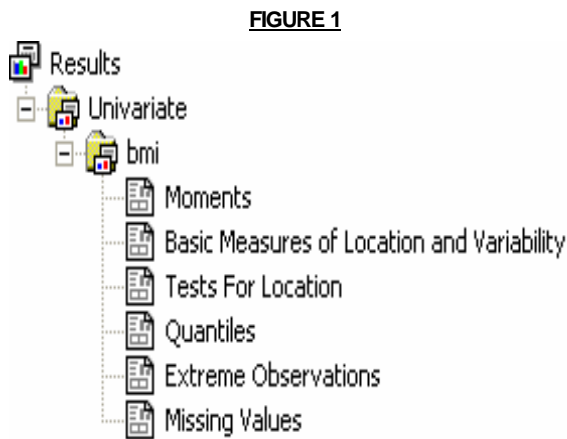 FIGURE 1
Results
Univariate
bmi
Moments
Basic Measures of Location and Variability
Tests For Location
Quantiles
Extreme Observations
Missing Values